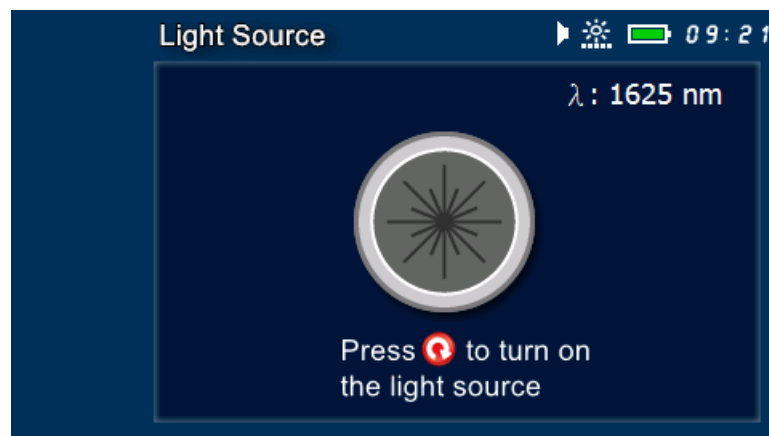 Light Source
09:21
λ: 1625 nm
Press to turn on
the light source